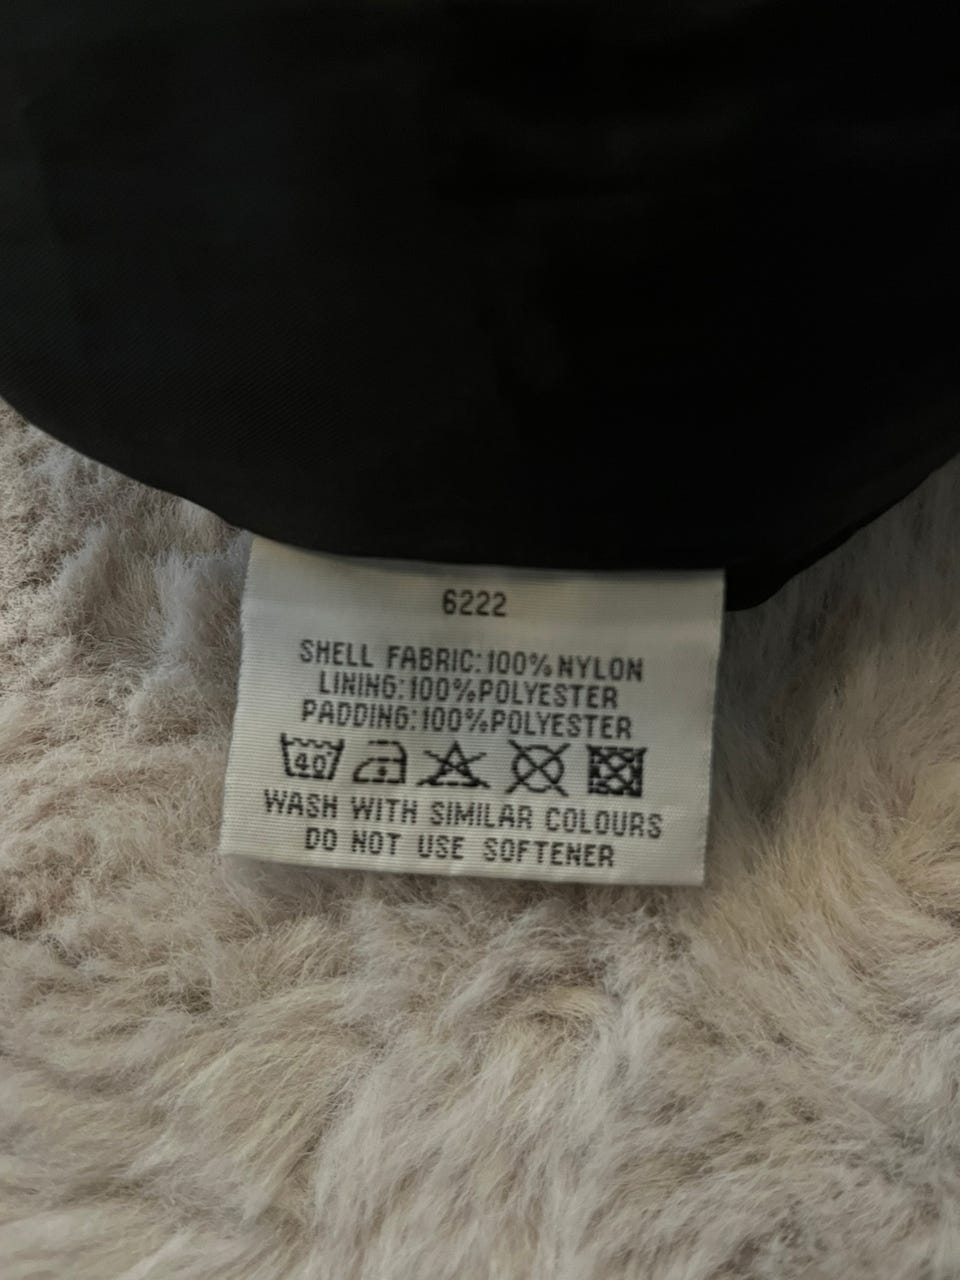 6222
SHELL FABRIC:100%NYLON
LINING:100%POLYESTER
PADDING:100%POLYESTER
40
WASH WITH SIMILAR COLOURS
DO NOT USE SOFTENER